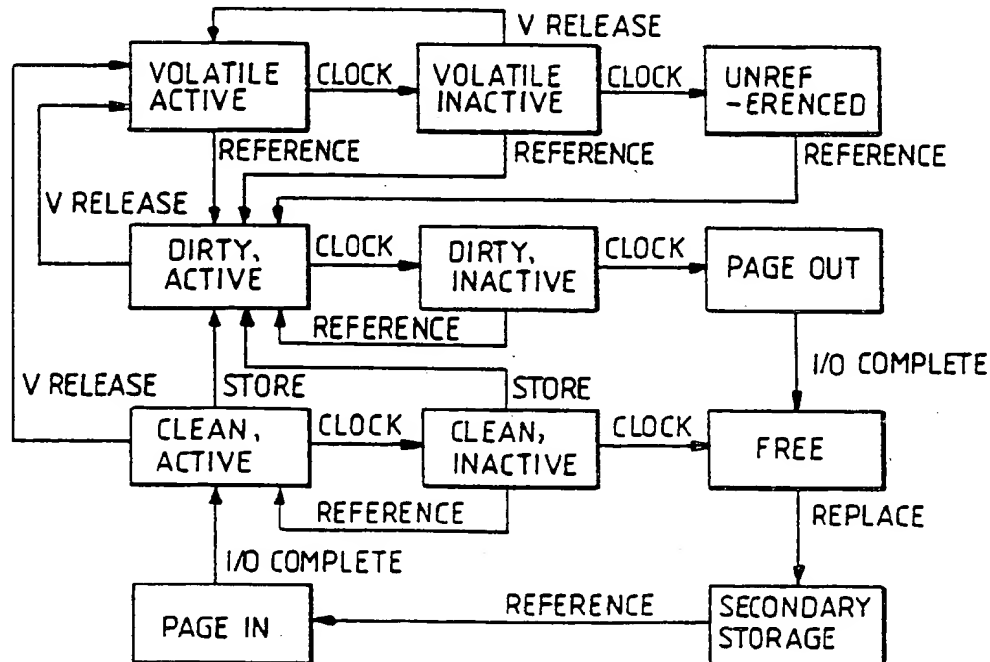 V RELEASE
VOLATILE
ACTIVE
CLOCK
VOLATILE
INACTIVE
CLOCK
UNREF
-ERENCED
REFERENCE
REFERENCE
REFERENCE
V RELEASE
DIRTY,
ACTIVE
CLOCK
DIRTY,
INACTIVE
CLOCK
PAGE OUT
REFERENCE
I/O COMPLETE
V RELEASE
STORE
STORE
CLEAN,
ACTIVE
CLOCK
CLEAN,
INACTIVE
CLOCK
FREE
REFERENCE
REPLACE
I/O COMPLETE
PAGE IN
REFERENCE
SECONDARY
STORAGE